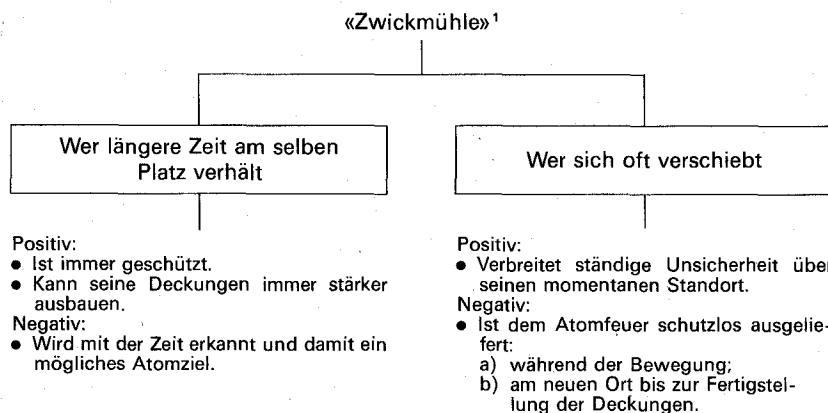 «Zwickmühle»¹
Wer längere Zeit am selben
Platz verhält
Positiv:
● Ist immer geschützt.
● Kann seine Deckungen immer stärker
ausbauen.
Negativ:
● Wird mit der Zeit erkannt und damit ein
mögliches Atomziel.
Wer sich oft verschiebt
Positiv:
● Verbreitet ständige Unsicherheit über
seinen momentanen Standort.
Negativ:
● Ist dem Atomfeuer schutzlos ausgelie-
fert:
a) während der Bewegung;
b) am neuen Ort bis zur Fertigstel-
lung der Deckungen.